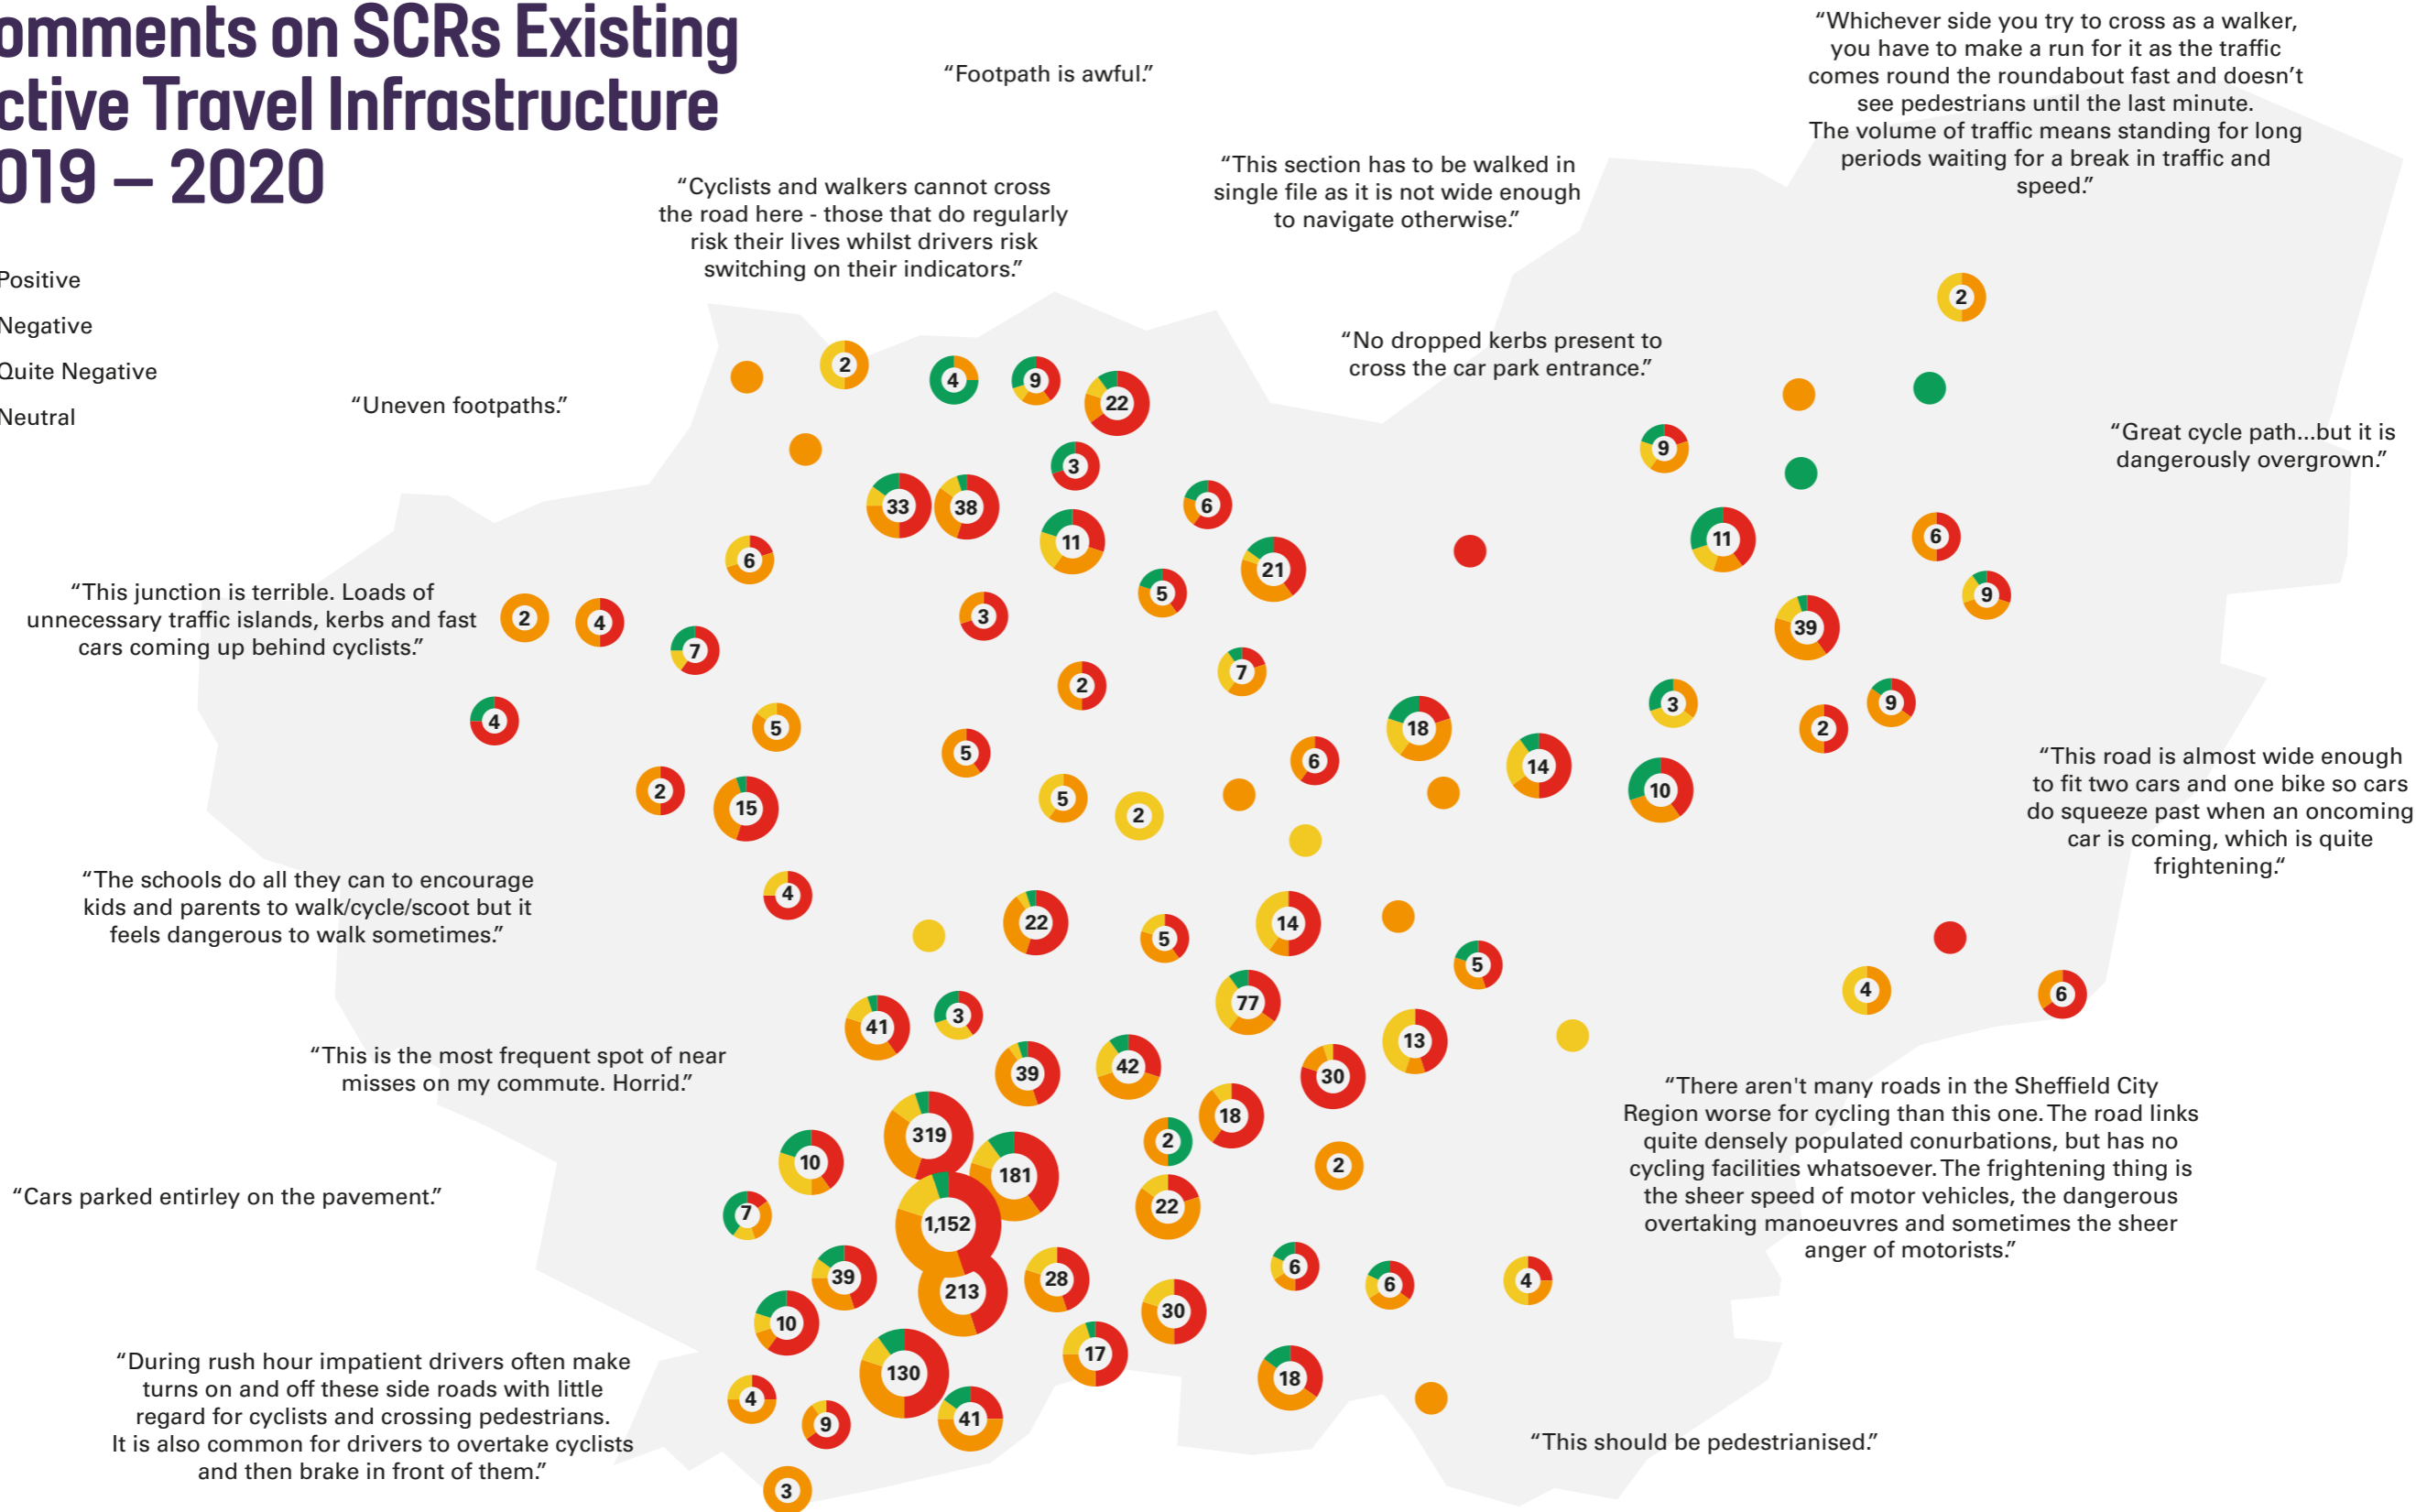 omments on SCRs Existing
ctive Travel Infrastructure
019 – 2020
Positive
Negative
Quite Negative
Neutral
“Footpath is awful.”
“Whichever side you try to cross as a walker,
you have to make a run for it as the traffic
comes round the roundabout fast and doesn’t
see pedestrians until the last minute.
The volume of traffic means standing for long
periods waiting for a break in traffic and
speed.”
“Cyclists and walkers cannot cross
the road here - those that do regularly
risk their lives whilst drivers risk
switching on their indicators.”
“This section has to be walked in
single file as it is not wide enough
to navigate otherwise.”
“No dropped kerbs present to
cross the car park entrance.”
“Uneven footpaths.”
“Great cycle path...but it is
dangerously overgrown.”
“This junction is terrible. Loads of
unnecessary traffic islands, kerbs and fast
cars coming up behind cyclists.”
“This road is almost wide enough
to fit two cars and one bike so cars
do squeeze past when an oncoming
car is coming, which is quite
frightening.“
“The schools do all they can to encourage
kids and parents to walk/cycle/scoot but it
feels dangerous to walk sometimes.”
“This is the most frequent spot of near
misses on my commute. Horrid.”
“There aren't many roads in the Sheffield City
Region worse for cycling than this one. The road links
quite densely populated conurbations, but has no
cycling facilities whatsoever. The frightening thing is
the sheer speed of motor vehicles, the dangerous
overtaking manoeuvres and sometimes the sheer
anger of motorists.”
“Cars parked entirley on the pavement.”
“During rush hour impatient drivers often make
turns on and off these side roads with little
regard for cyclists and crossing pedestrians.
It is also common for drivers to overtake cyclists
and then brake in front of them.”
“This should be pedestrianised.”
2
2
4
9
22
9
3
33
38
6
11
21
11
6
6
5
9
2
4
3
39
7
7
2
3
9
4
5
18
2
5
6
14
2
15
5
10
2
4
22
14
5
5
4
6
77
3
41
13
42
39
30
18
319
2
10
2
181
22
7
1,152
6
39
28
4
6
213
30
10
17
130
18
4
41
9
3